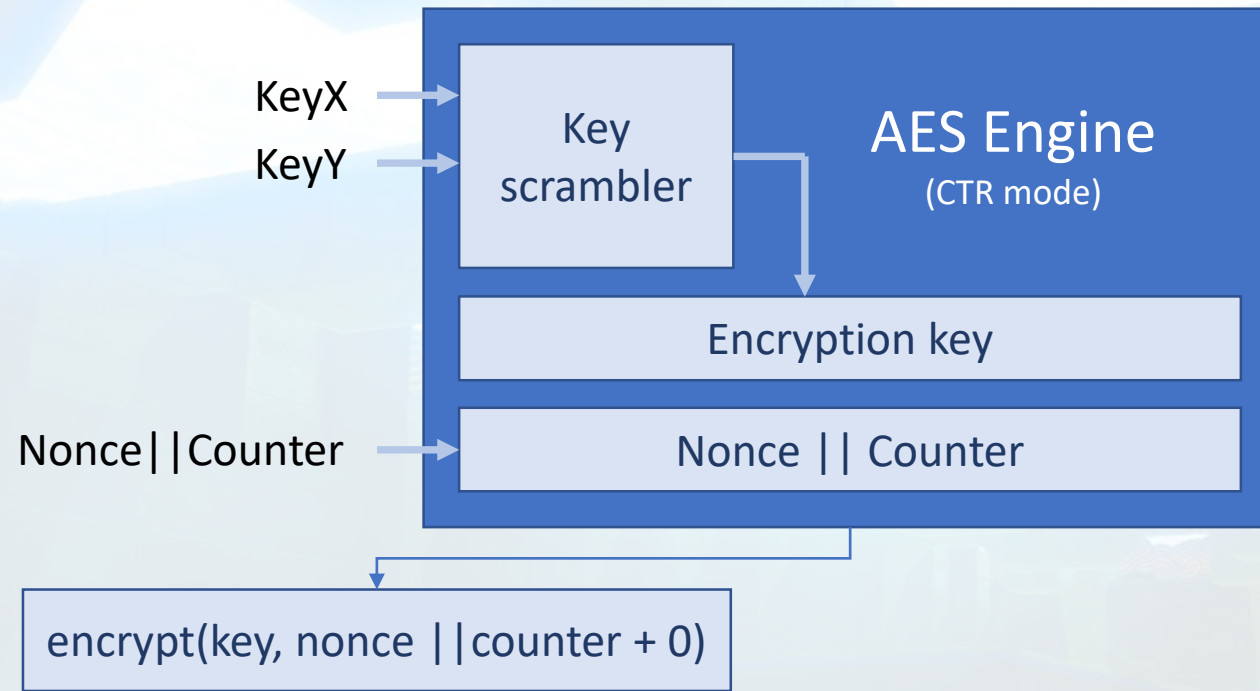 KeyX
KeyY
Key
scrambler
AES Engine
(CTR mode)
Encryption key
Nonce||Counter
Nonce || Counter
encrypt(key, nonce ||counter + 0)